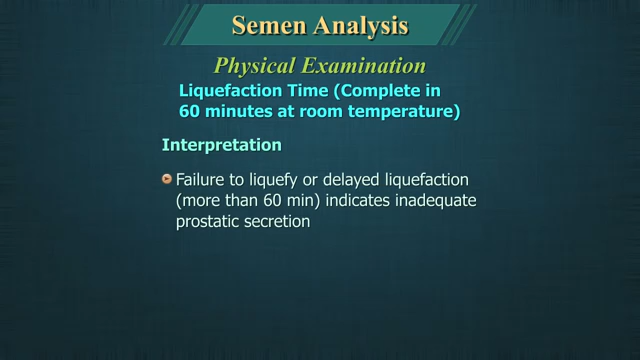 Semen Analysis
Physical Examination
Liquefaction Time (Complete in
60 minutes at room temperature)
Interpretation
Failure to liquefy or delayed liquefaction
(more than 60 min) indicates inadequate
prostatic secretion